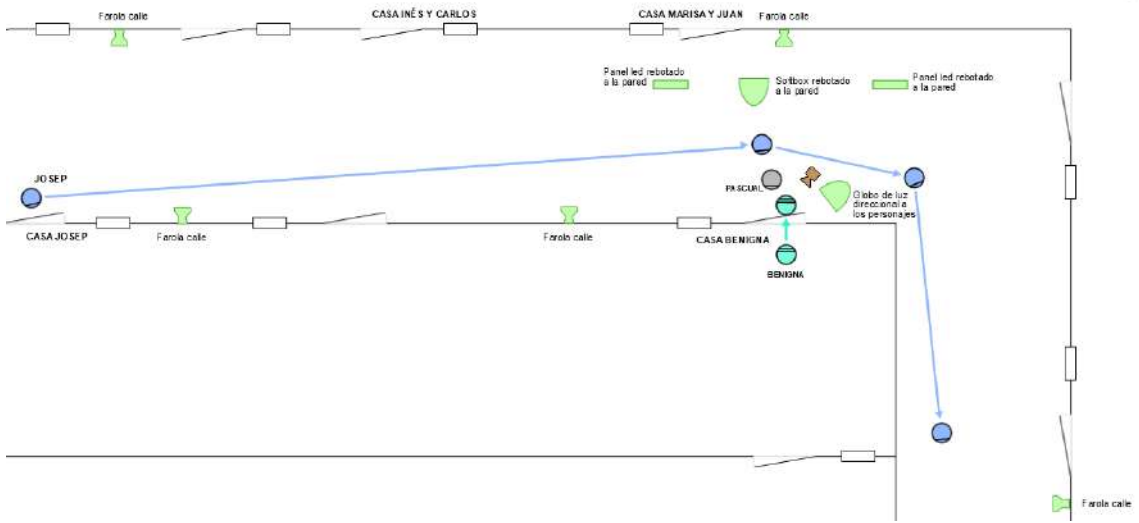 Farola calle
CASA INÉS Y CARLOS
CASA MARISA Y JUAN
Farola calle
Panel led rebotado
a la pared
Softbox rebotado
a la pared
Panel led rebotado
a la pared
JOSEP
PASCUAL
Globo de luz
direccional a
los personajes
CASA JOSEP
Farola calle
Farola calle
CASA BENIGNA
BENIGNA
Farola calle